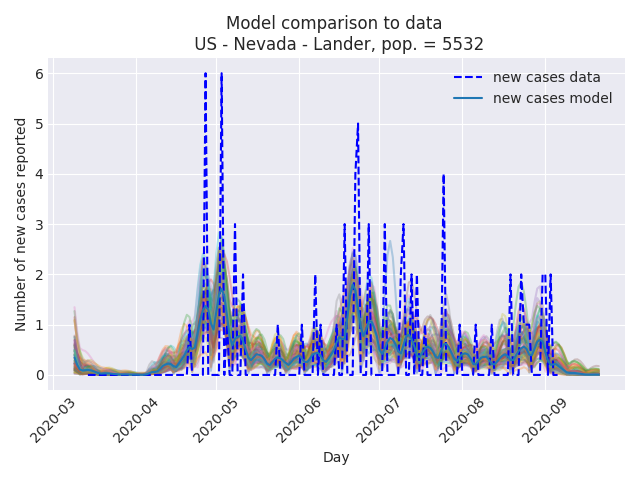 Model comparison to data
US - Nevada - Lander, pop. = 5532
new cases data
new cases model
Number of new cases reported
6
5
4
3
2
1
0
2020-03
2020-04
2020-05
2020-06
2020-07
2020-08
2020-09
Day